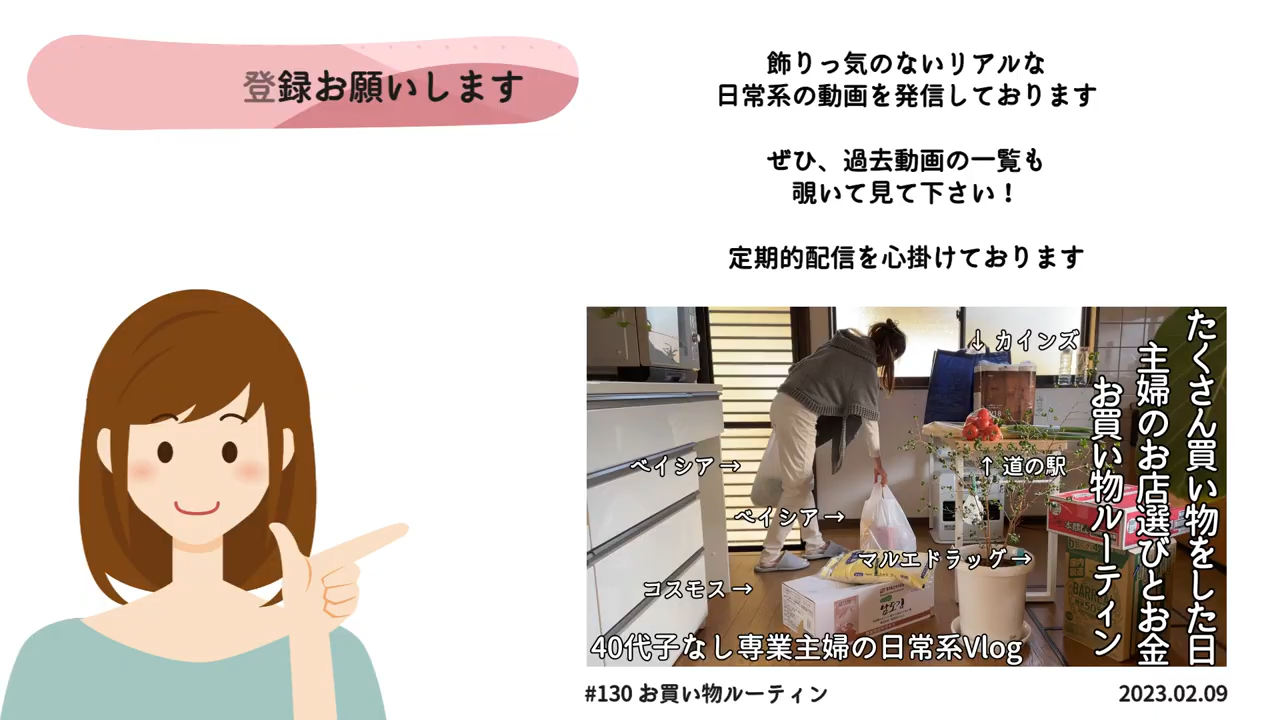 登録お願いします
飾りっ気のないリアルな
日常系の動画を発信しております
ぜひ、過去動画の一覧も
覗いて見て下さい！
定期的配信を心掛けております
たくさん買い物をした日
主婦のお店選びとお金
お買い物ルーティン
↓ カインズ
ベイシア→
↑ 道の駅
ベイシア→
マルエドラッグ→
コスモス→
40代子なし専業主婦の日常系Vlog
#130 お買い物ルーティン
2023.02.09